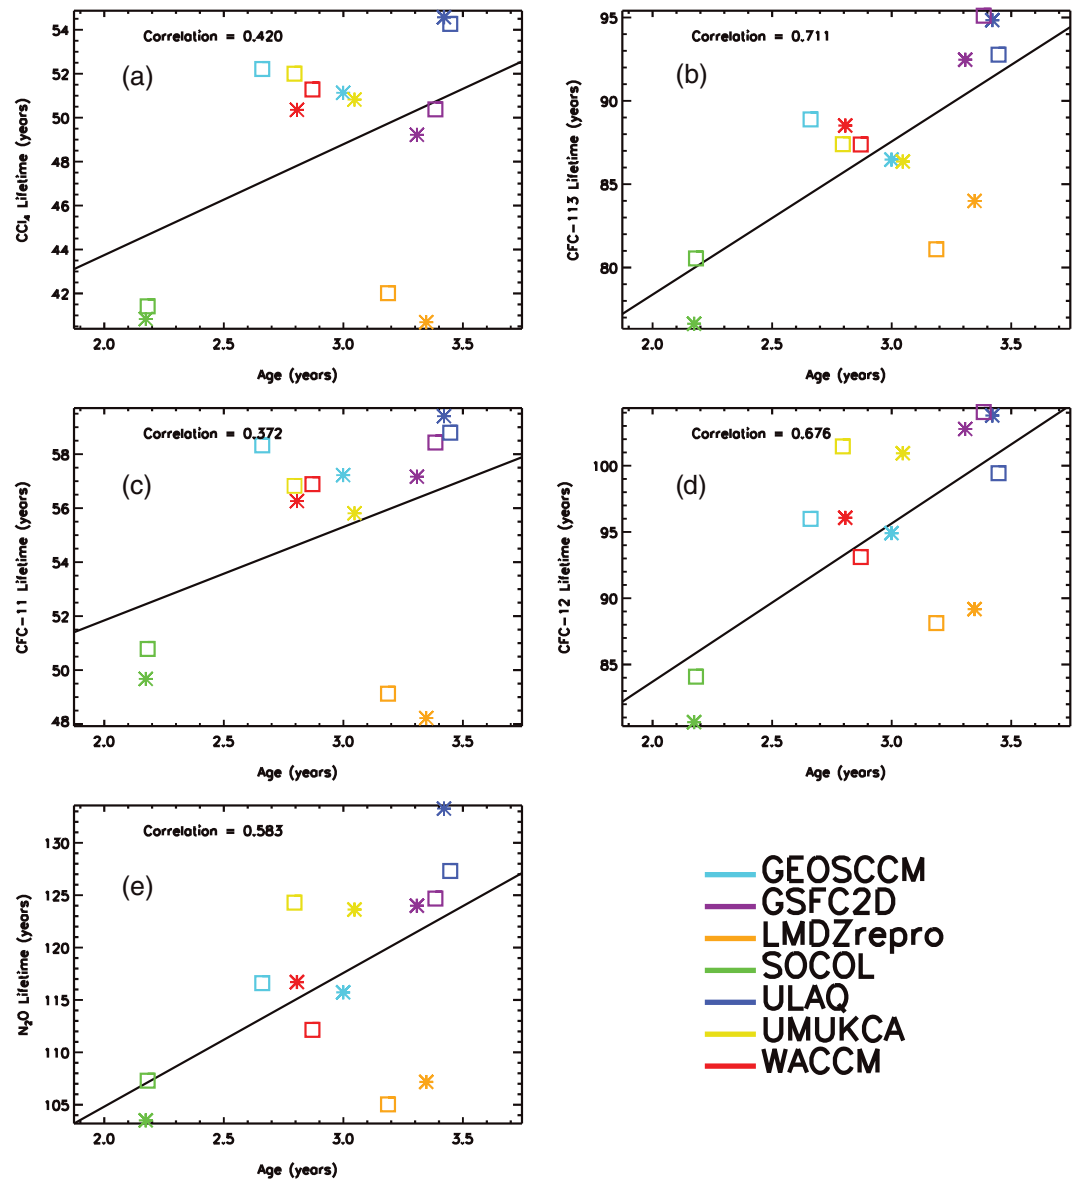 Correlation = 0.420
(a)
CCl₄ Lifetime (years)
54
52
50
48
46
44
42
2.0 2.5 3.0 3.5
Age (years)
Correlation = 0.711
(b)
CFC-113 Lifetime (years)
95
90
85
80
2.0 2.5 3.0 3.5
Age (years)
Correlation = 0.372
(c)
CFC-11 Lifetime (years)
58
56
54
52
50
48
2.0 2.5 3.0 3.5
Age (years)
Correlation = 0.676
(d)
CFC-12 Lifetime (years)
100
95
90
85
2.0 2.5 3.0 3.5
Age (years)
Correlation = 0.583
(e)
N₂O Lifetime (years)
130
125
120
115
110
105
2.0 2.5 3.0 3.5
Age (years)
GEOSCCM
GSFC2D
LMDZrepro
SOCOL
ULAQ
UMUKCA
WACCM